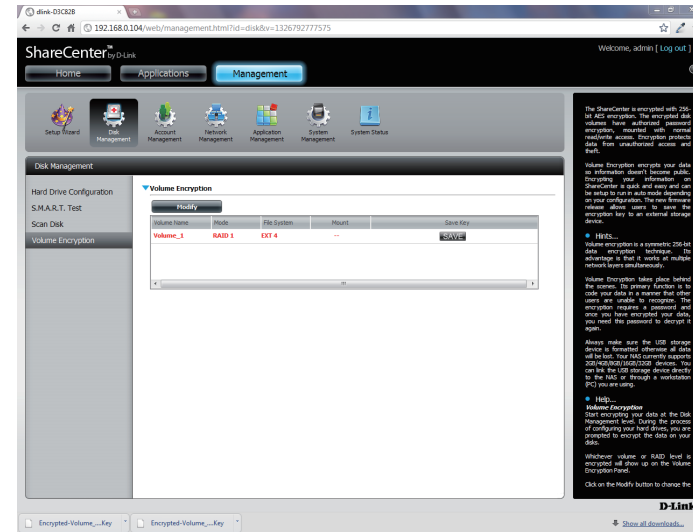 dlink-D3C82B
192.168.0.104/web/management.html?id=disk&v=1326792777575
ShareCenter™ by D-Link
Welcome, admin [ Log out ]
Home
Applications
Management
Setup Wizard
Disk Management
Account Management
Network Management
Application Management
System Management
System Status
Disk Management
Hard Drive Configuration
S.M.A.R.T. Test
Scan Disk
Volume Encryption
Volume Encryption
Modify
Volume Name Mode File System Mount Save Key
Volume_1 RAID 1 EXT 4 -- SAVE
The ShareCenter is encrypted with 256-
bit AES encryption. The encrypted disk
volumes have authorized password
encryption, mounted with normal
read/write access. Encryption protects
data from unauthorized access and
theft.
Volume Encryption encrypts your data
so information doesn't become public.
Encrypting your information on
ShareCenter is quick and easy and can
be setup to run in auto mode depending
on your configuration. The new firmware
release allows users to save the
encryption key to an external storage
device.
Hints...
Volume encryption is a symmetric 256-bit
data encryption technique. Its
advantage is that it works at multiple
network layers simultaneously.
Volume Encryption takes place behind
the scenes. Its primary function is to
code your data in a manner that other
users are unable to recognize. The
encryption requires a password and
once you have encrypted your data,
you need this password to decrypt it
again.
Always make sure the USB storage
device is formatted otherwise all data
will be lost. Your NAS currently supports
2GB/4GB/8GB/16GB/32GB devices. You
can link the USB storage device directly
to the NAS or through a workstation
(PC) you are using.
Help...
Volume Encryption
Start encrypting your data at the Disk
Management level. During the process
of configuring your hard drives, you are
prompted to encrypt the data on your
disks.
Whichever volume or RAID level is
encrypted will show up on the Volume
Encryption Panel.
Click on the Modify button to change the
D-Link
Encrypted-Volume_....Key
Encrypted-Volume_....Key
Show all downloads...